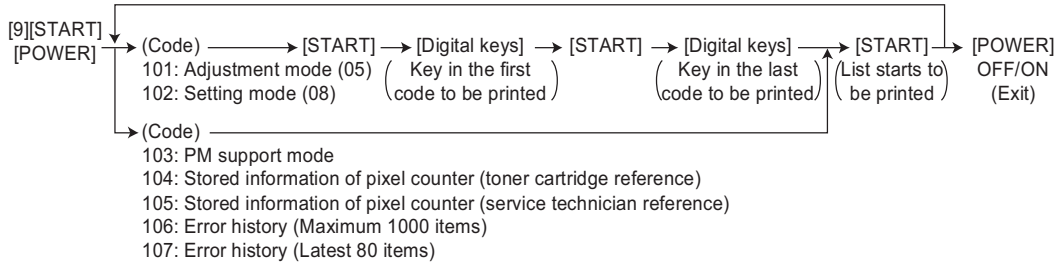 [9][START]
[POWER]
(Code) [START] [Digital keys] [START] [Digital keys] [START] [POWER]
101: Adjustment mode (05) (Key in the first (Key in the last (List starts to OFF/ON
102: Setting mode (08) code to be printed) code to be printed) be printed) (Exit)
(Code)
103: PM support mode
104: Stored information of pixel counter (toner cartridge reference)
105: Stored information of pixel counter (service technician reference)
106: Error history (Maximum 1000 items)
107: Error history (Latest 80 items)